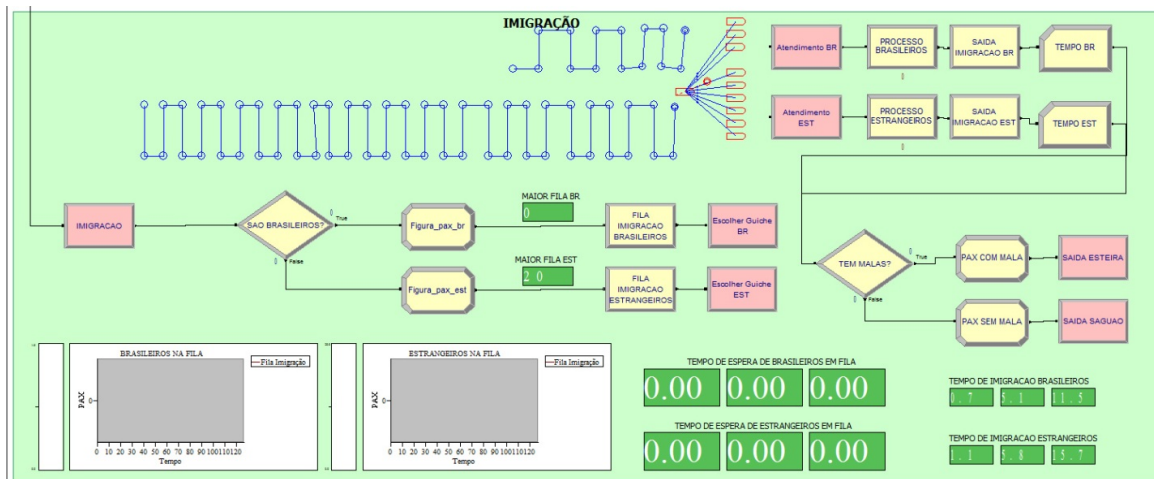 IMIGRAÇÃO
Atendimento BR
PROCESSO
BRASILEIROS
SAIDA
IMIGRACAO BR
TEMPO BR
Atendimento
EST
PROCESSO
ESTRANGEIROS
SAIDA
IMIGRACAO EST
TEMPO EST
IMIGRACAO
SAO BRASILEIROS?
True
False
Figura_pax_br
MAIOR FILA BR
0
FILA
IMIGRACAO
BRASILEIROS
Escolher Guiche
BR
Figura_pax_est
MAIOR FILA EST
2 0
FILA
IMIGRACAO
ESTRANGEIROS
Escolher Guiche
EST
TEM MALAS?
True
False
PAX COM MALA
SAIDA ESTEIRA
PAX SEM MALA
SAIDA SAGUAO
BRASILEIROS NA FILA
Fila Imigração
PAX
0
0 10 20 30 40 50 60 70 80 90 100110120
Tempo
ESTRANGEIROS NA FILA
Fila Imigração
PAX
0
0 10 20 30 40 50 60 70 80 90 100110120
Tempo
TEMPO DE ESPERA DE BRASILEIROS EM FILA
0.00 0.00 0.00
TEMPO DE ESPERA DE ESTRANGEIROS EM FILA
0.00 0.00 0.00
TEMPO DE IMIGRACAO BRASILEIROS
0 . 7 5 . 1 11 . 5
TEMPO DE IMIGRACAO ESTRANGEIROS
1 . 1 5 . 8 15 . 7